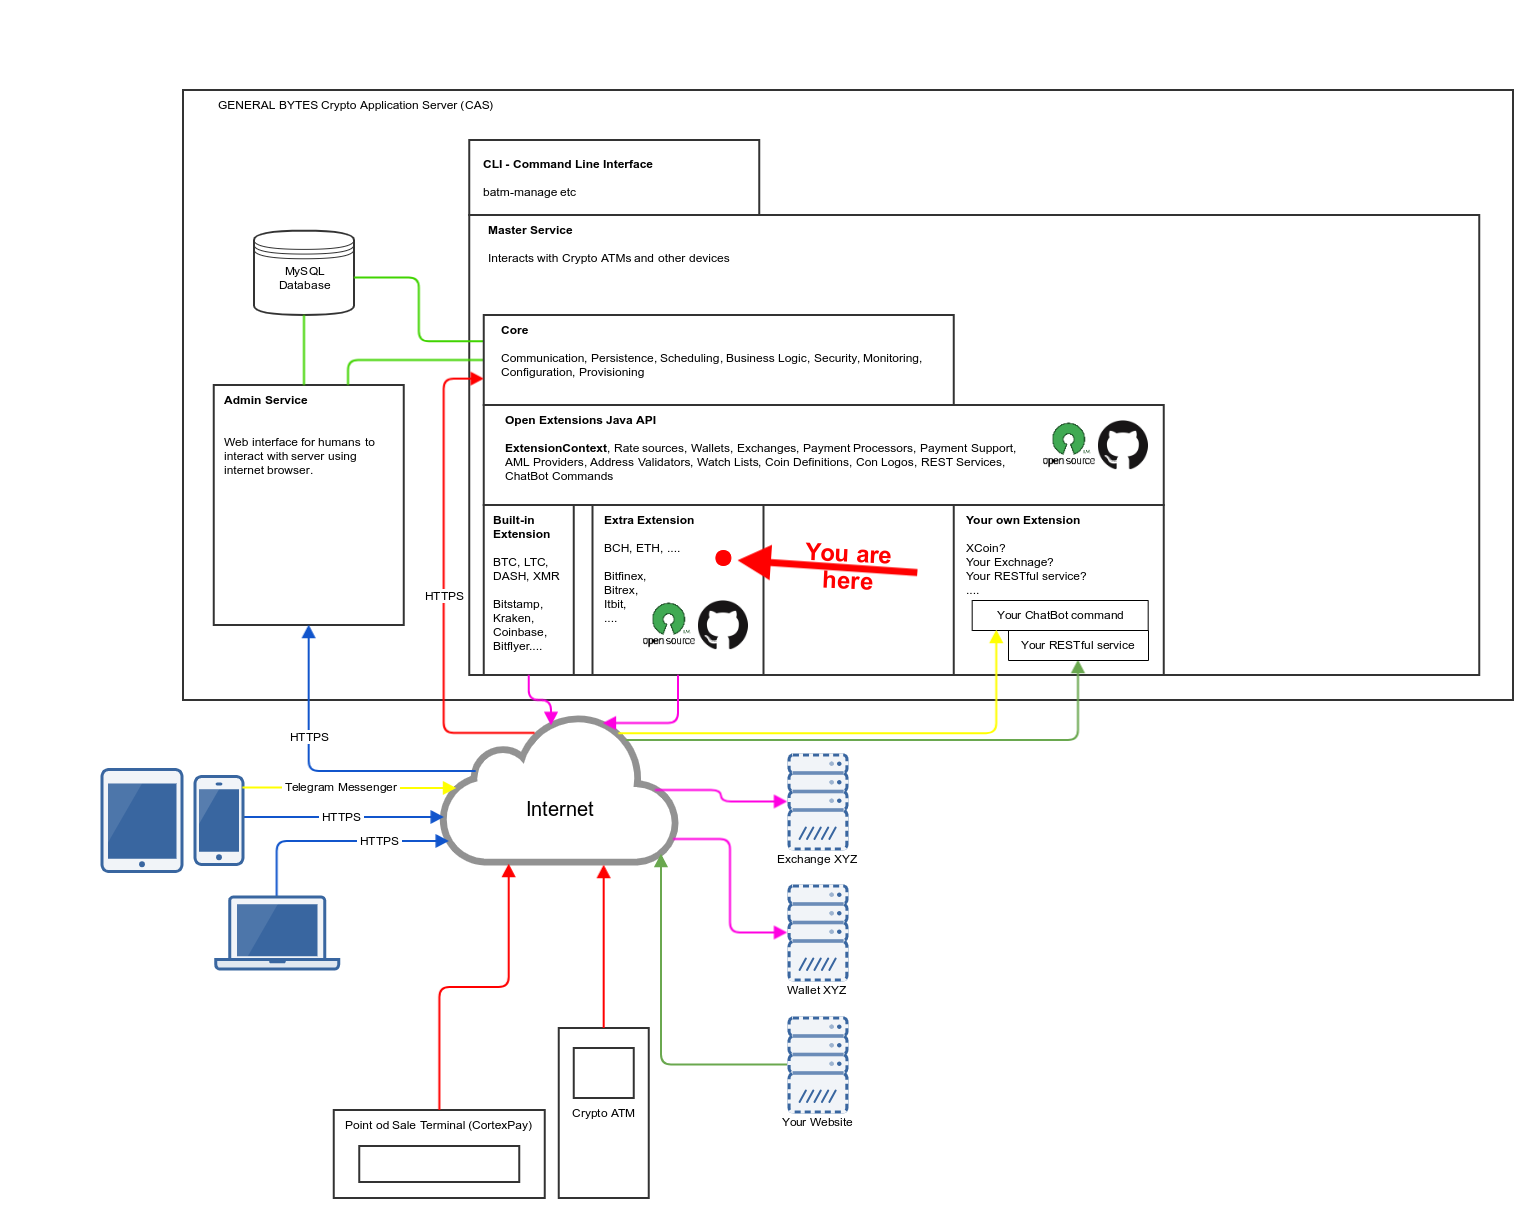 GENERAL BYTES Crypto Application Server (CAS)
CLI - Command Line Interface
batm-manage etc
Master Service
Interacts with Crypto ATMs and other devices
MySQL
Database
Core
Communication, Persistence, Scheduling, Business Logic, Security, Monitoring,
Configuration, Provisioning
Admin Service
Web interface for humans to
interact with server using
internet browser.
Open Extensions Java API
ExtensionContext, Rate sources, Wallets, Exchanges, Payment Processors, Payment Support,
AML Providers, Address Validators, Watch Lists, Coin Definitions, Con Logos, REST Services,
ChatBot Commands
open source
Built-in
Extension
BTC, LTC,
DASH, XMR
Bitstamp,
Kraken,
Coinbase,
Bitflyer....
Extra Extension
BCH, ETH, ....
Bitfinex,
Bitrex,
Itbit,
....
open source
You are
here
Your own Extension
XCoin?
Your Exchnage?
Your RESTful service?
....
Your ChatBot command
Your RESTful service
HTTPS
HTTPS
Telegram Messenger
HTTPS
HTTPS
Internet
Exchange XYZ
Wallet XYZ
Your Website
Point od Sale Terminal (CortexPay)
Crypto ATM